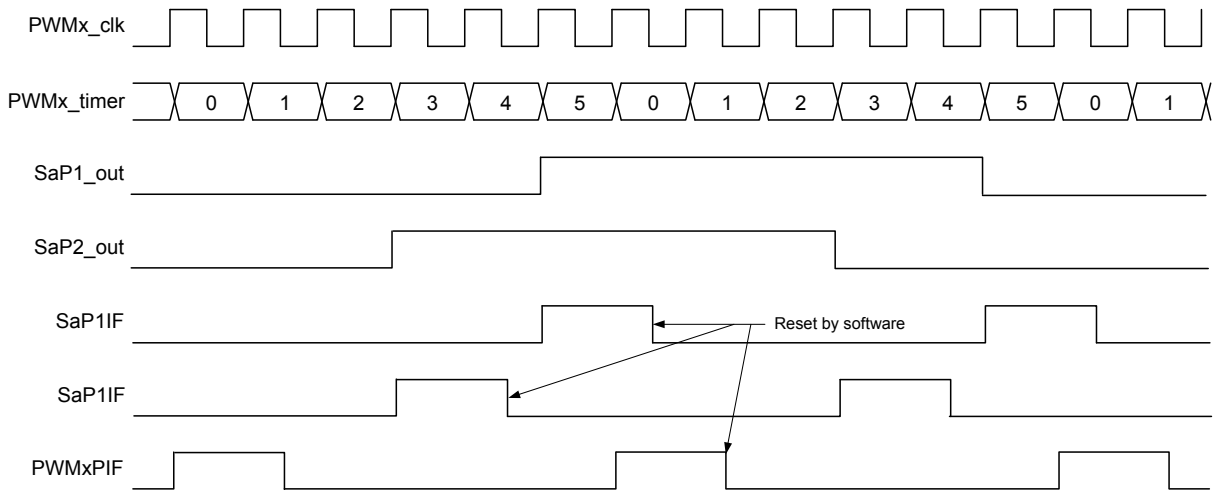 PWMx_clk
PWMx_timer 0 1 2 3 4 5 0 1 2 3 4 5 0 1
SaP1_out
SaP2_out
SaP1IF Reset by software
SaP1IF
PWMxPIF